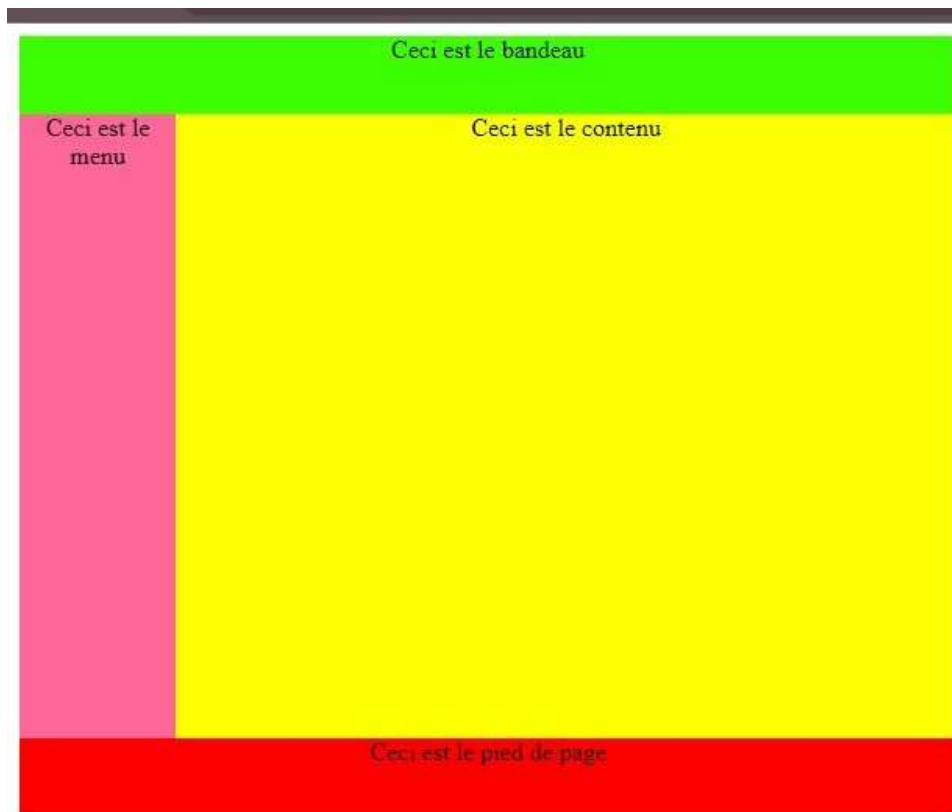 Ceci est le bandeau
Ceci est le
menu
Ceci est le contenu
Ceci est le pied de page